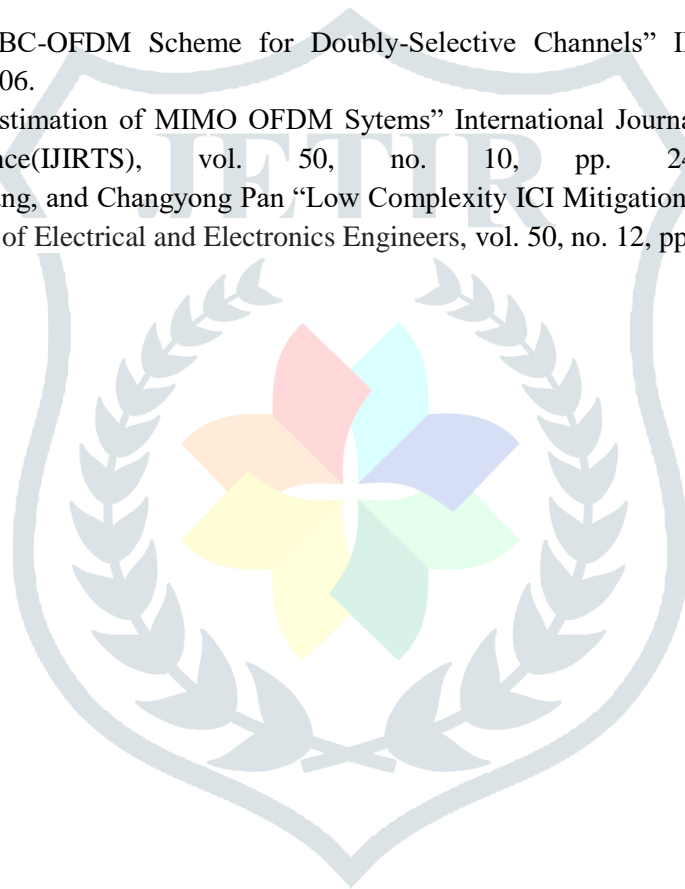 BC-OFDM Scheme for Doubly-Selective Channels”
06.
stimation of MIMO OFDM Sytems” International Journa
nce(IJIRTS), vol. 50, no. 10, pp. 24
ng, and Changyong Pan “Low Complexity ICI Mitigation
of Electrical and Electronics Engineers, vol. 50, no. 12, pp
JETIR